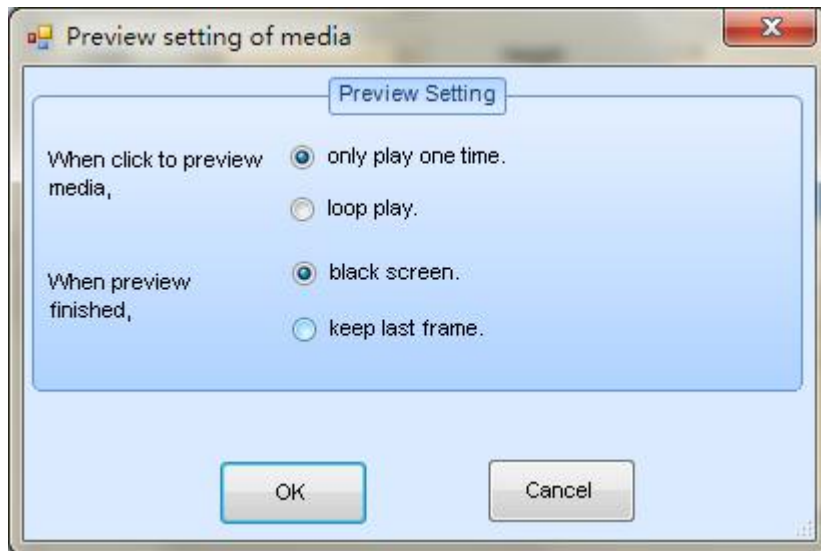 Preview setting of media
Preview Setting
When click to preview
media,
only play one time.
loop play.
When preview
finished,
black screen.
keep last frame.
OK
Cancel